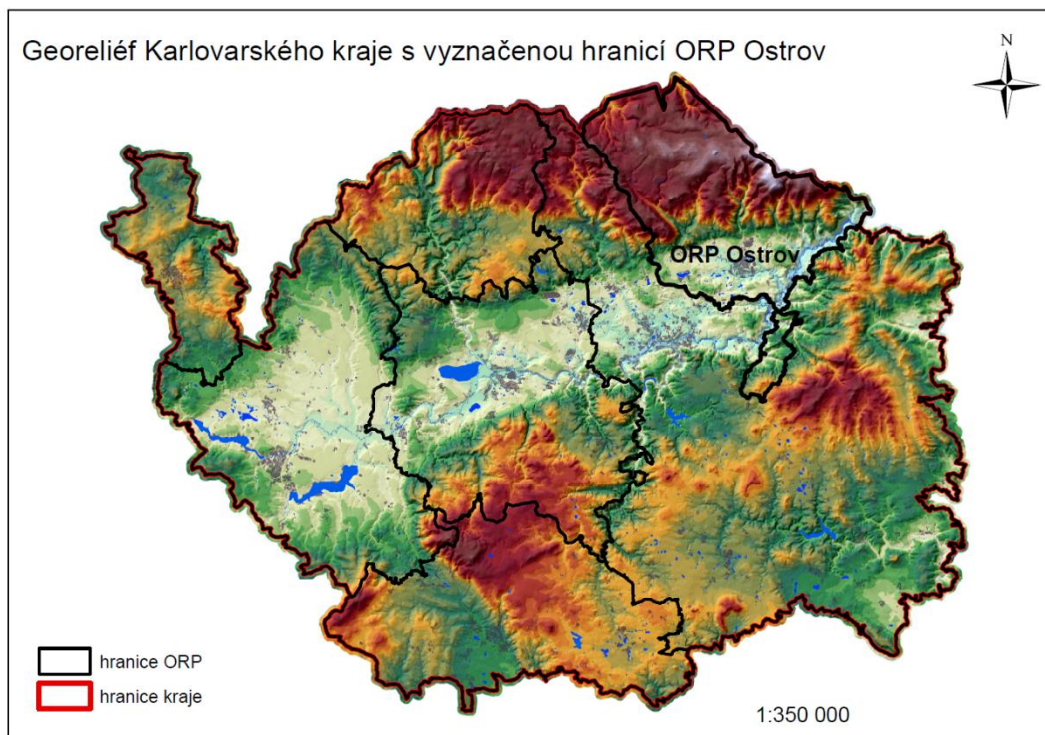 Georeliéf Karlovarského kraje s vyznačenou hranicí ORP Ostrov
N
ORP Ostrov
hranice ORP
hranice kraje
1:350 000